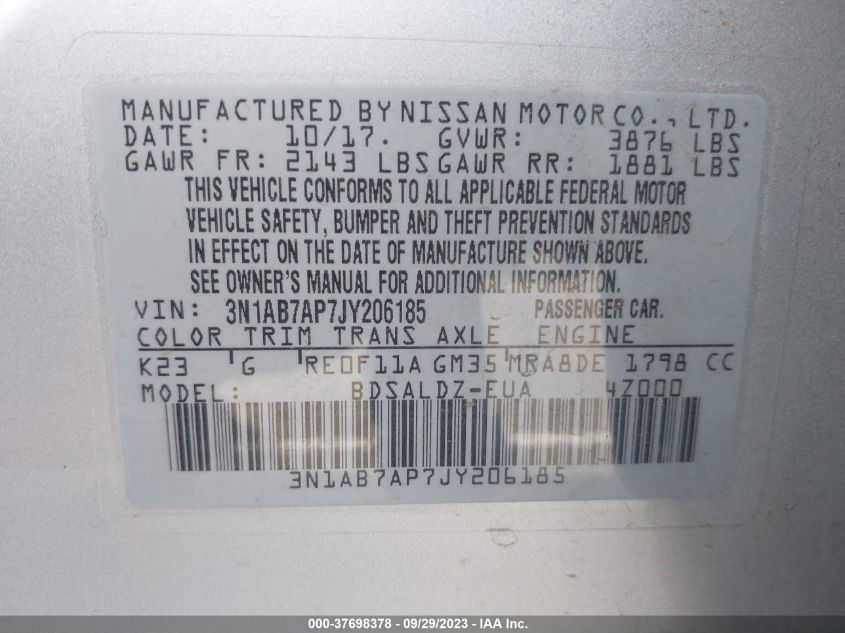 MANUFACTURED BY NISSAN MOTOR CO., LTD.
DATE: 10/17. GVWR: 3876 LBS
GAWR FR: 2143 LBS GAWR RR: 1881 LBS
THIS VEHICLE CONFORMS TO ALL APPLICABLE FEDERAL MOTOR
VEHICLE SAFETY, BUMPER AND THEFT PREVENTION STANDARDS
IN EFFECT ON THE DATE OF MANUFACTURE SHOWN ABOVE.
SEE OWNER'S MANUAL FOR ADDITIONAL INFORMATION.
VIN: 3N1AB7AP7JY206185 PASSENGER CAR.
COLOR TRIM TRANS AXLE ENGINE
K23 G RE0F11A GM35 MRA8DE 1798 CC
MODEL: BDSALDZ-EUA 4Z000
3N1AB7AP7JY206185
000-37698378 - 09/29/2023 - IAA Inc.